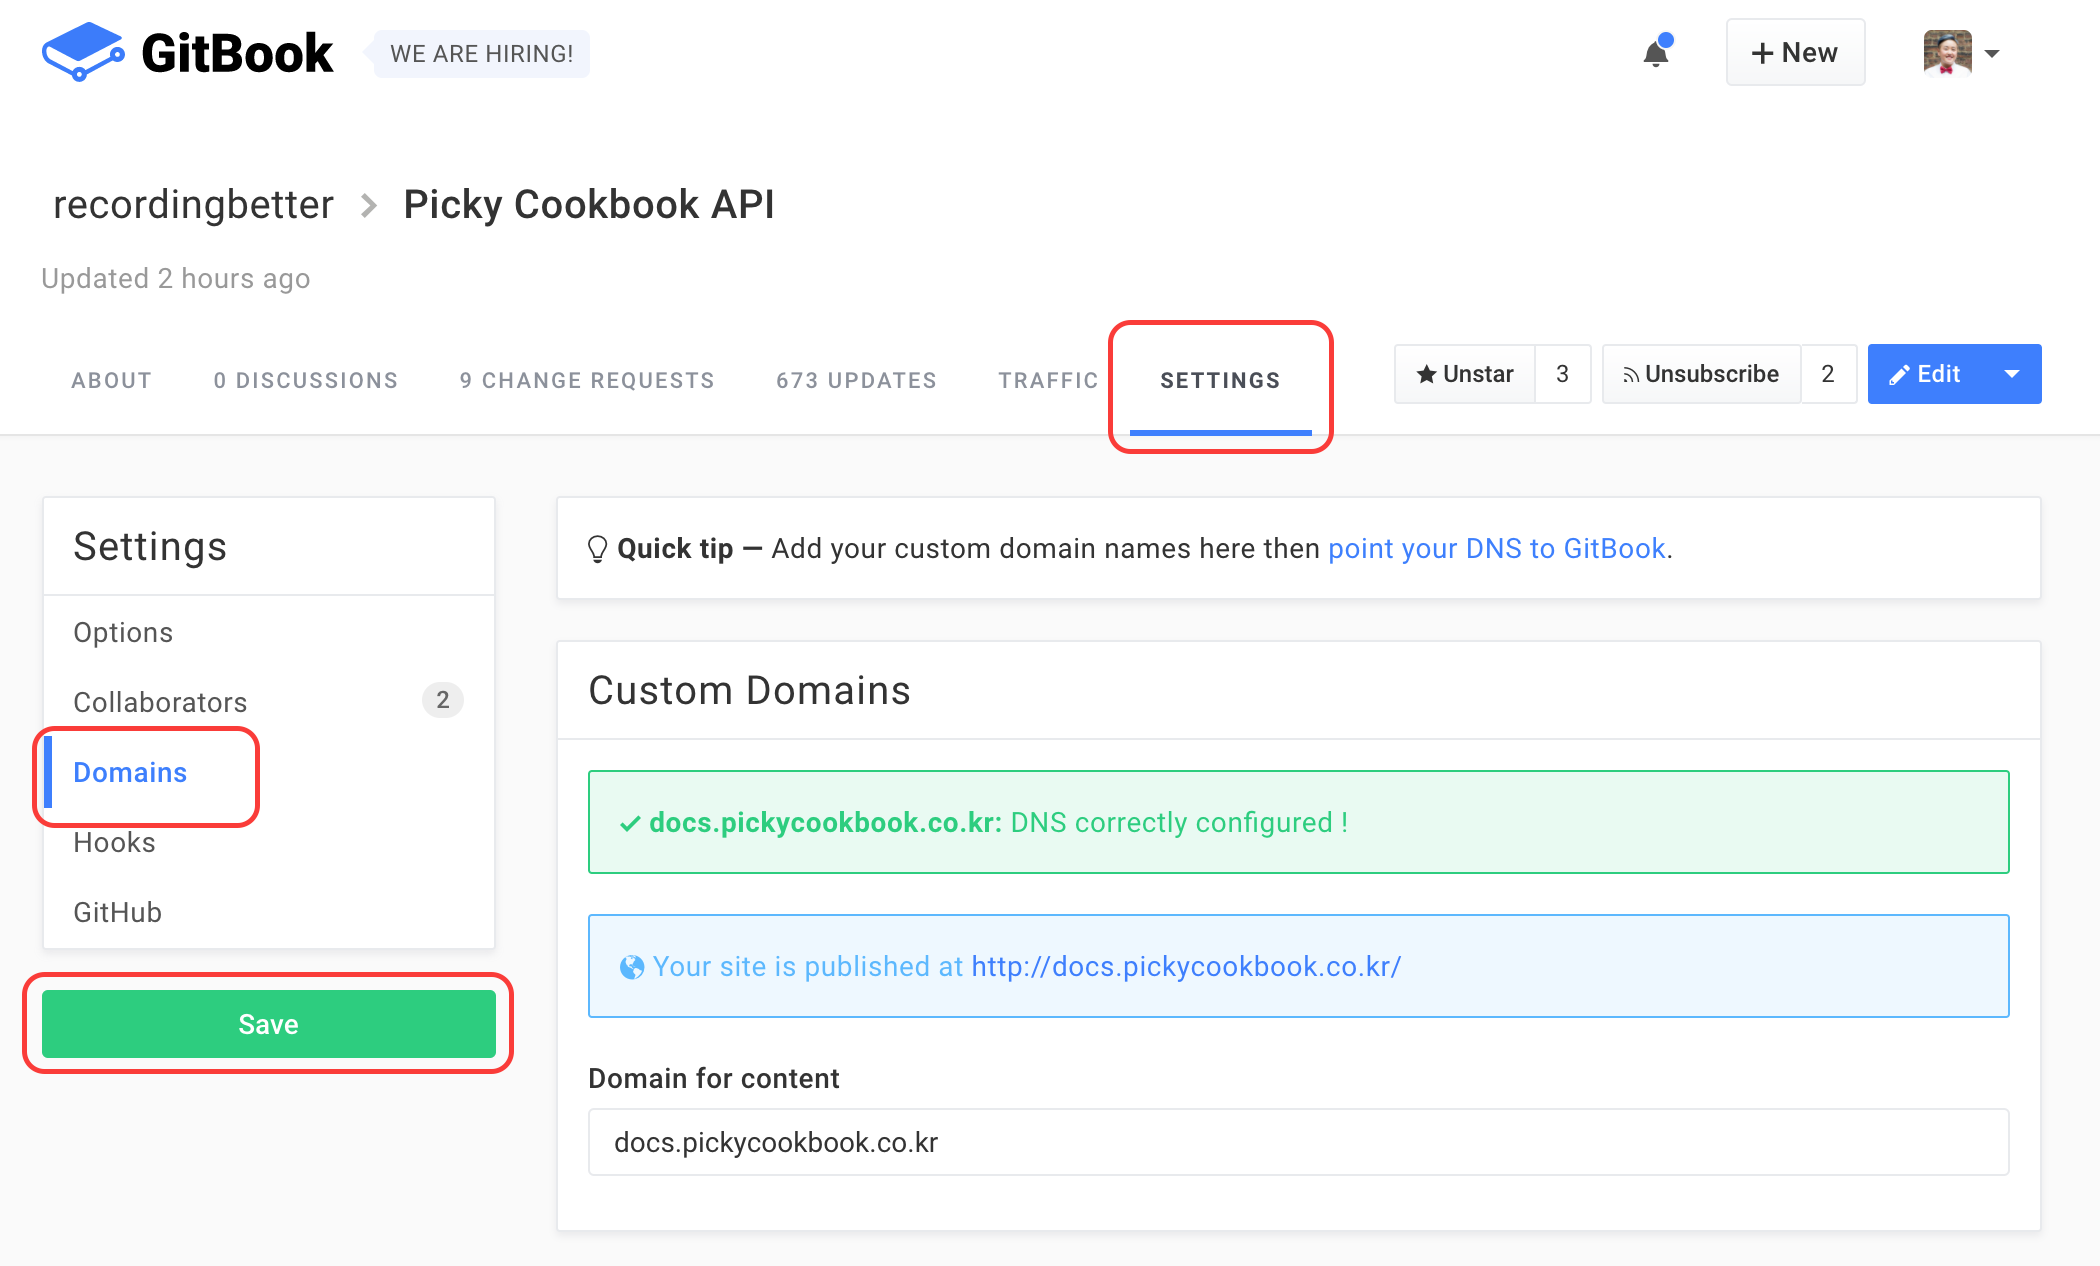 GitBook WE ARE HIRING! + New
recordingbetter > Picky Cookbook API
Updated 2 hours ago
ABOUT 0 DISCUSSIONS 9 CHANGE REQUESTS 673 UPDATES TRAFFIC SETTINGS Unstar 3 Unsubscribe 2 Edit
Settings
Options
Collaborators 2
Domains
Hooks
GitHub
Save
Quick tip — Add your custom domain names here then point your DNS to GitBook.
Custom Domains
docs.pickycookbook.co.kr: DNS correctly configured !
Your site is published at http://docs.pickycookbook.co.kr/
Domain for content
docs.pickycookbook.co.kr